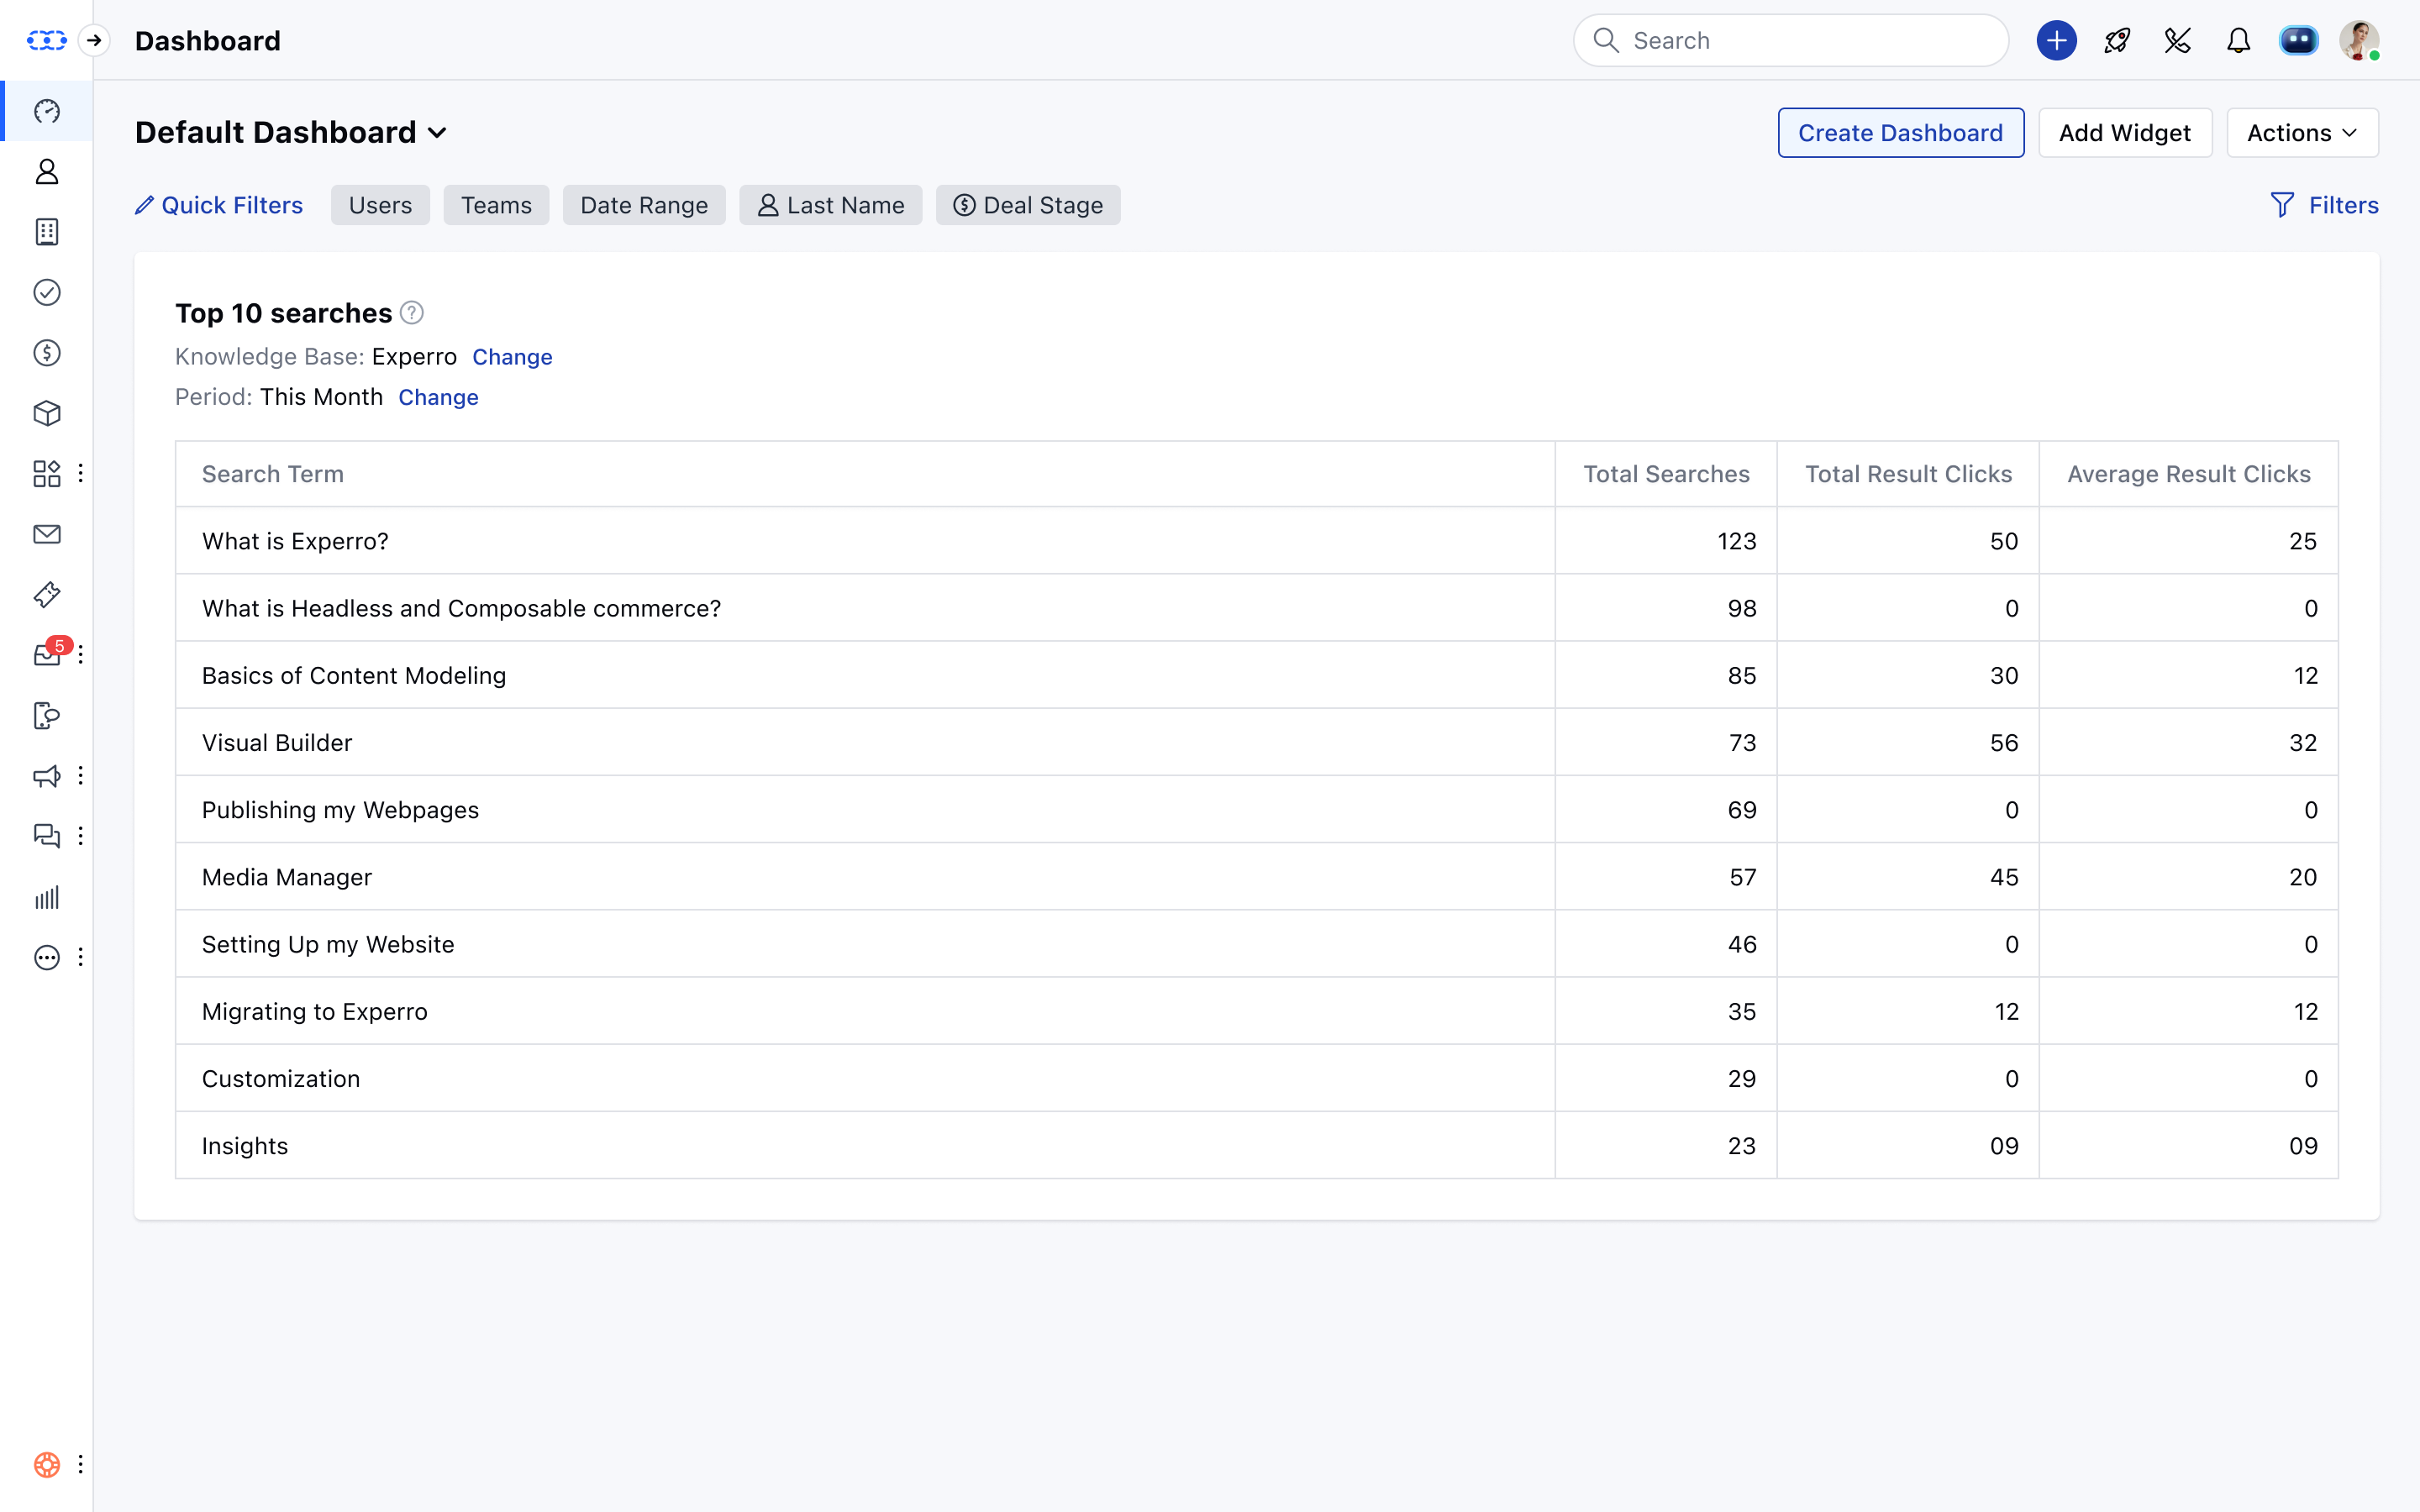 Dashboard
Search
Default Dashboard
Create Dashboard
Add Widget
Actions
Quick Filters
Users
Teams
Date Range
Last Name
Deal Stage
Filters
Top 10 searches ?
Knowledge Base: Experro Change
Period: This Month Change
Search Term Total Searches Total Result Clicks Average Result Clicks
What is Experro? 123 50 25
What is Headless and Composable commerce? 98 0 0
Basics of Content Modeling 85 30 12
Visual Builder 73 56 32
Publishing my Webpages 69 0 0
Media Manager 57 45 20
Setting Up my Website 46 0 0
Migrating to Experro 35 12 12
Customization 29 0 0
Insights 23 09 09
5